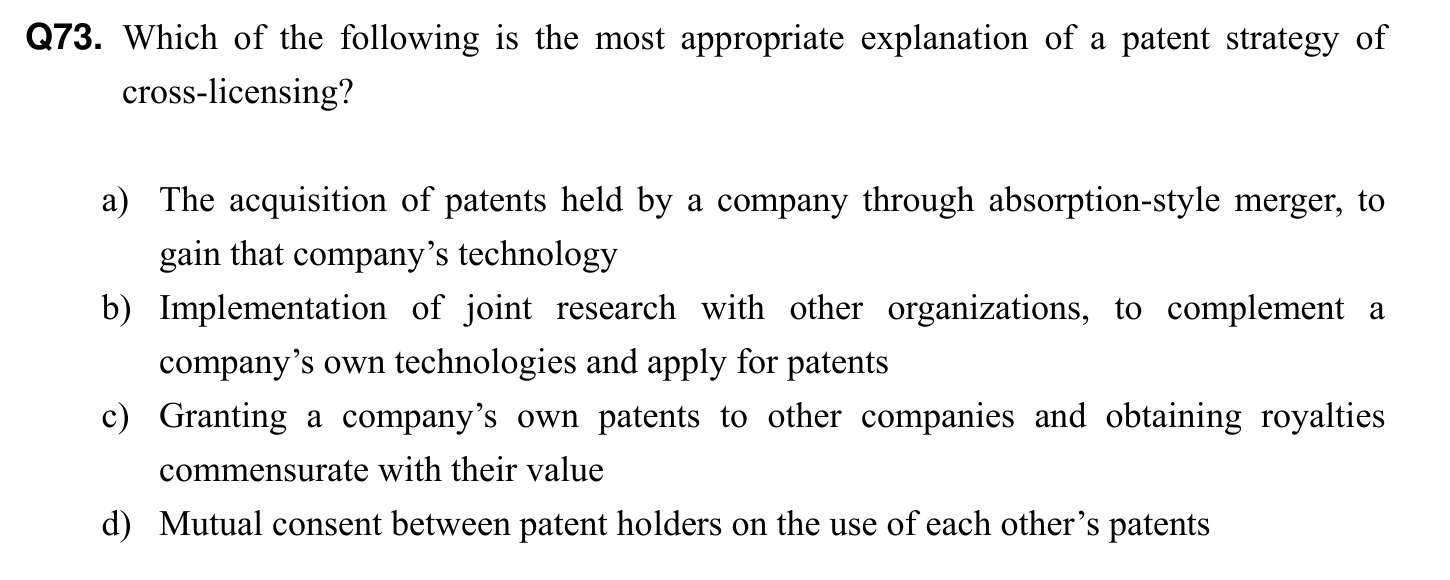 Q73. Which of the following is the most appropriate explanation of a patent strategy of
cross-licensing?
a) The acquisition of patents held by a company through absorption-style merger, to
gain that company’s technology
b) Implementation of joint research with other organizations, to complement a
company’s own technologies and apply for patents
c) Granting a company’s own patents to other companies and obtaining royalties
commensurate with their value
d) Mutual consent between patent holders on the use of each other’s patents